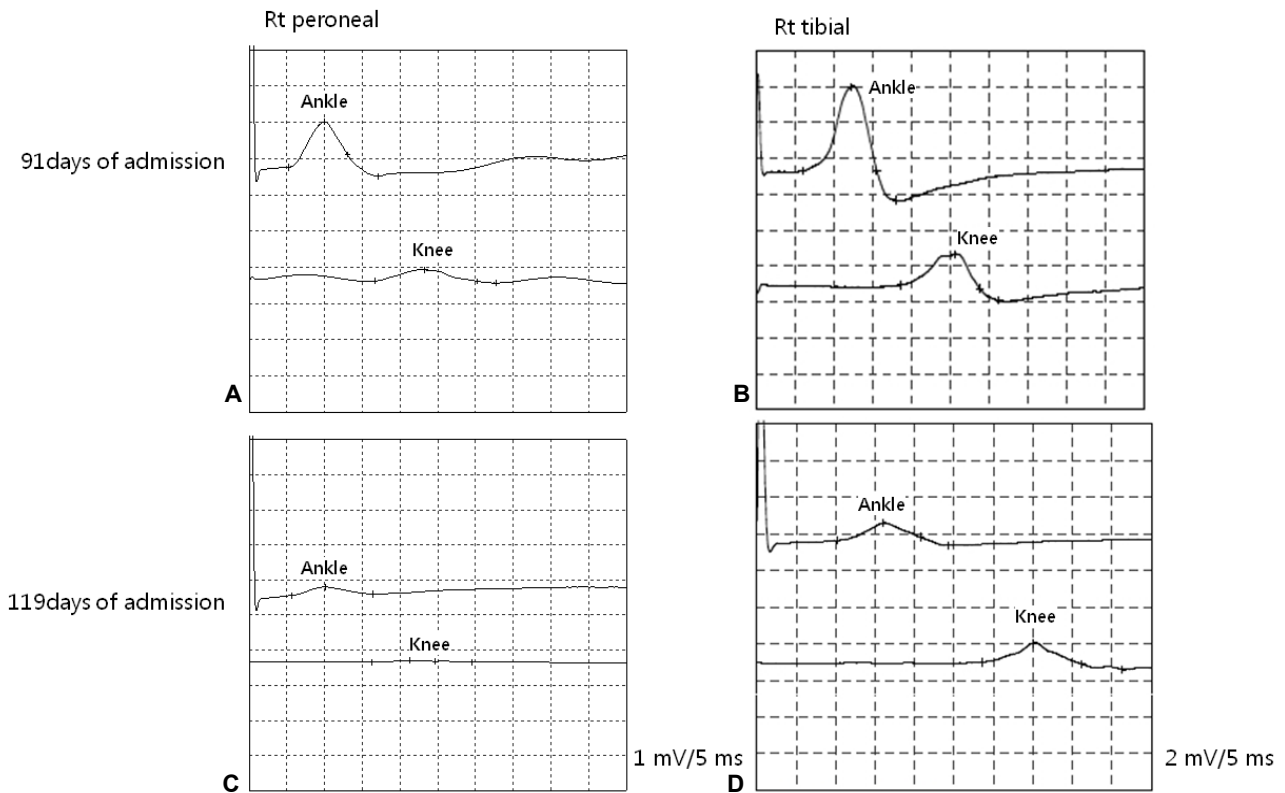 Rt peroneal
Rt tibial
91days of admission
Ankle
Knee
A
Ankle
Knee
B
119days of admission
Ankle
Knee
C
1 mV/5 ms
Ankle
Knee
D
2 mV/5 ms